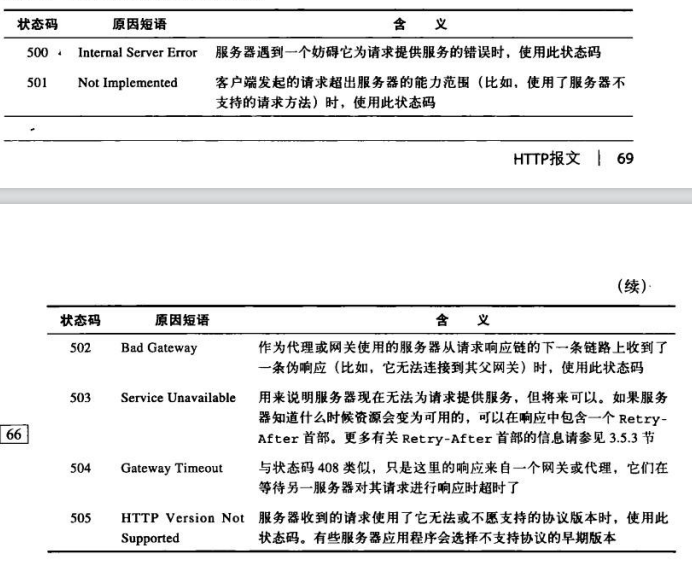 状态码 原因短语 含 义
500 Internal Server Error 服务器遇到一个妨碍它为请求提供服务的错误时，使用此状态码
501 Not Implemented 客户端发起的请求超出服务器的能力范围（比如，使用了服务器不
支持的请求方法）时，使用此状态码
HTTP报文 | 69
（续）
状态码 原因短语 含 义
502 Bad Gateway 作为代理或网关使用的服务器从请求响应链的下一条链路上收到了
一条伪响应（比如，它无法连接到其父网关）时，使用此状态码
503 Service Unavailable 用来说明服务器现在无法为请求提供服务，但将来可以。如果服务
器知道什么时候资源会变为可用的，可以在响应中包含一个 Retry-
66 After 首部。更多有关 Retry-After 首部的信息请参见 3.5.3 节
504 Gateway Timeout 与状态码 408 类似，只是这里的响应来自一个网关或代理，它们在
等待另一服务器对其请求进行响应时超时了
505 HTTP Version Not 服务器收到的请求使用了它无法或不愿支持的协议版本时，使用此
Supported 状态码。有些服务器应用程序会选择不支持协议的早期版本